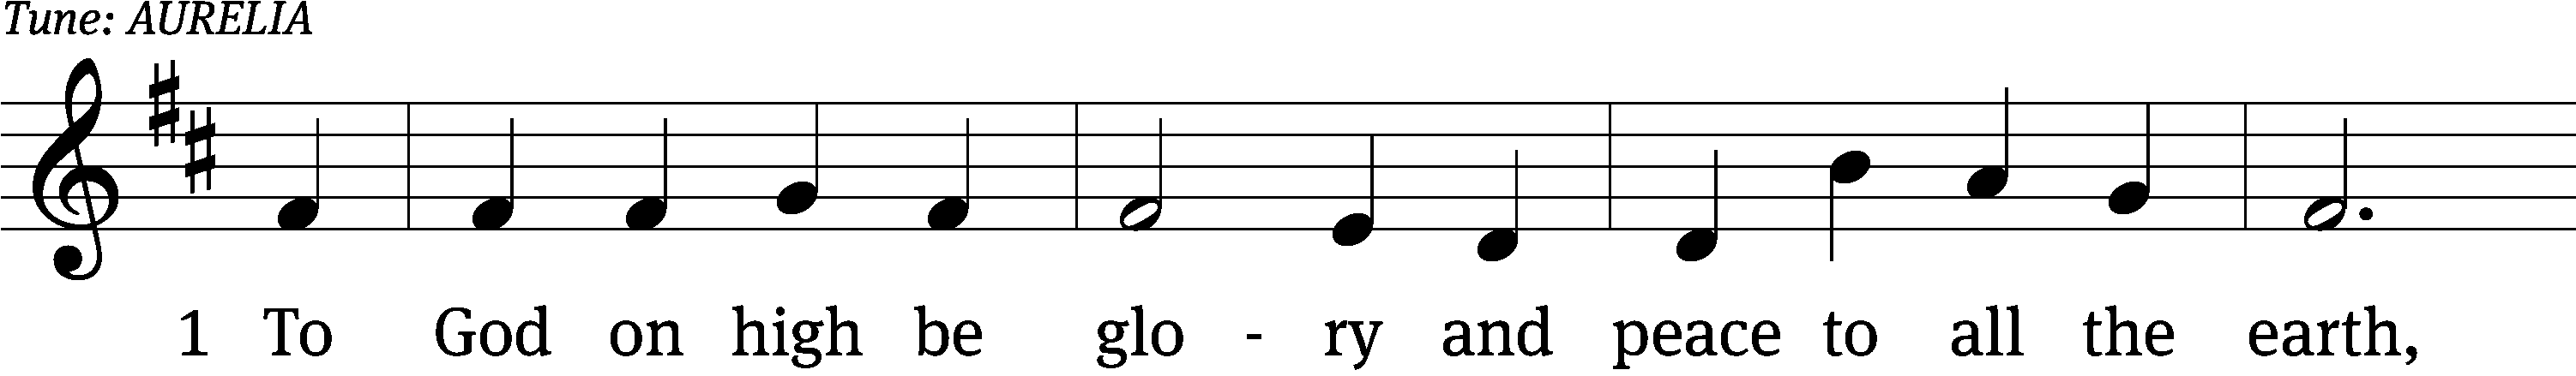 Tune: AURELIA
1 To God on high be glo - ry and peace to all the earth,